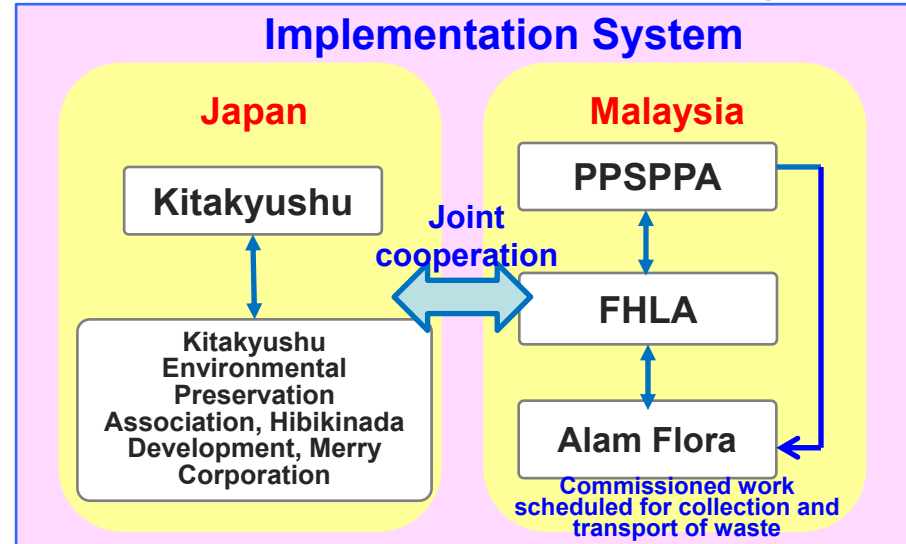 Implementation System
Japan
Kitakyushu
Kitakyushu
Environmental
Preservation
Association, Hibikinada
Development, Merry
Corporation
Joint
cooperation
Malaysia
PPSPPA
FHLA
Alam Flora
Commissioned work
scheduled for collection and
transport of waste